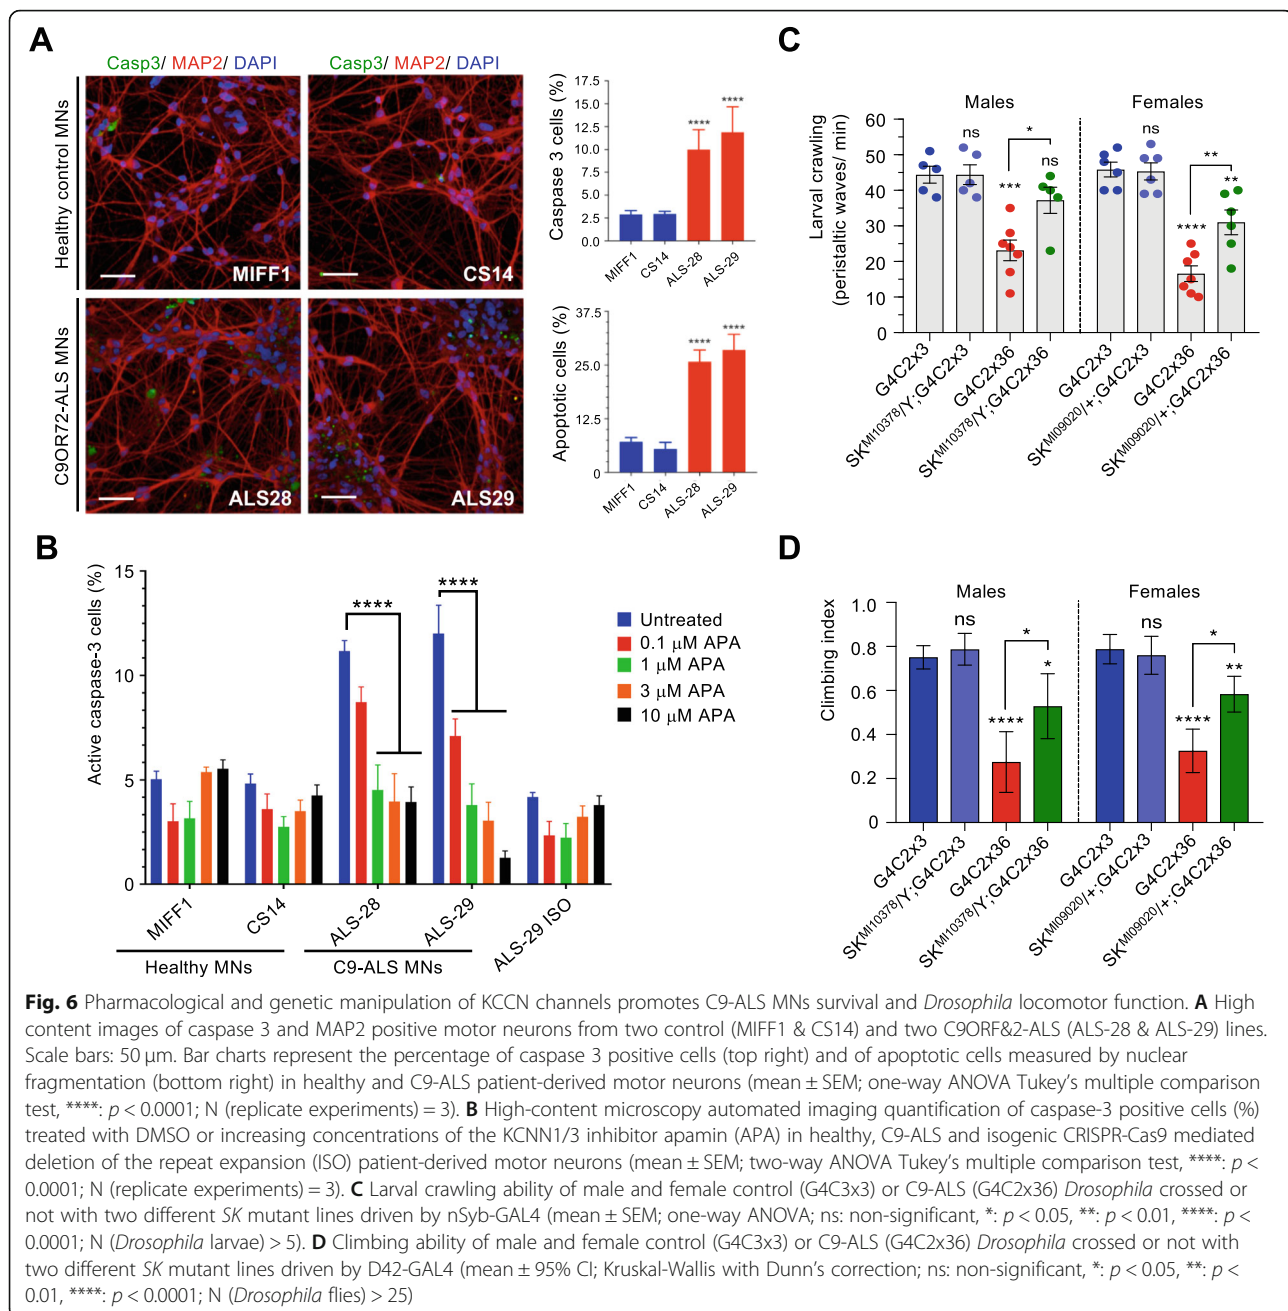 A
Casp3/ MAP2/ DAPI
Casp3/ MAP2/ DAPI
Healthy control MNs
MIFF1
CS14
C9OR72-ALS MNs
ALS28
ALS29
Caspase 3 cells (%)
17.5
15.0
12.5
10.0
7.5
5.0
2.5
0.0
****
****
MIFF1
CS14
ALS-28
ALS-29
Apoptotic cells (%)
37.5
25.0
12.5
0
****
****
MIFF1
CS14
ALS-28
ALS-29
B
Active caspase-3 cells (%)
15
10
5
0
****
****
Untreated
0.1 µM APA
1 µM APA
3 µM APA
10 µM APA
MIFF1
CS14
ALS-28
ALS-29
ALS-29 ISO
Healthy MNs
C9-ALS MNs
C
Males
Females
Larval crawling
(peristaltic waves/ min)
60
50
40
30
20
10
0
ns
***
*
ns
ns
****
**
**
G4C2x3
SK^MI10378/Y;G4C2x3
G4C2x36
SK^MI10378/Y;G4C2x36
G4C2x3
SK^MI09020/+;G4C2x3
G4C2x36
SK^MI09020/+;G4C2x36
D
Males
Females
Climbing index
1.0
0.8
0.6
0.4
0.2
0
ns
****
*
*
ns
****
*
**
G4C2x3
SK^MI10378/Y;G4C2x3
G4C2x36
SK^MI10378/Y;G4C2x36
G4C2x3
SK^MI09020/+;G4C2x3
G4C2x36
SK^MI09020/+;G4C2x36
Fig. 6 Pharmacological and genetic manipulation of KCCN channels promotes C9-ALS MNs survival and Drosophila locomotor function. A High
content images of caspase 3 and MAP2 positive motor neurons from two control (MIFF1 & CS14) and two C9ORF&2-ALS (ALS-28 & ALS-29) lines.
Scale bars: 50 µm. Bar charts represent the percentage of caspase 3 positive cells (top right) and of apoptotic cells measured by nuclear
fragmentation (bottom right) in healthy and C9-ALS patient-derived motor neurons (mean ± SEM; one-way ANOVA Tukey's multiple comparison
test, ****: p < 0.0001; N (replicate experiments) = 3). B High-content microscopy automated imaging quantification of caspase-3 positive cells (%)
treated with DMSO or increasing concentrations of the KCNN1/3 inhibitor apamin (APA) in healthy, C9-ALS and isogenic CRISPR-Cas9 mediated
deletion of the repeat expansion (ISO) patient-derived motor neurons (mean ± SEM; two-way ANOVA Tukey's multiple comparison test, ****: p <
0.0001; N (replicate experiments) = 3). C Larval crawling ability of male and female control (G4C3x3) or C9-ALS (G4C2x36) Drosophila crossed or
not with two different SK mutant lines driven by nSyb-GAL4 (mean ± SEM; one-way ANOVA; ns: non-significant, *: p < 0.05, **: p < 0.01, ****: p <
0.0001; N (Drosophila larvae) > 5). D Climbing ability of male and female control (G4C3x3) or C9-ALS (G4C2x36) Drosophila crossed or not with
two different SK mutant lines driven by D42-GAL4 (mean ± 95% CI; Kruskal-Wallis with Dunn's correction; ns: non-significant, *: p < 0.05, **: p <
0.01, ****: p < 0.0001; N (Drosophila flies) > 25)